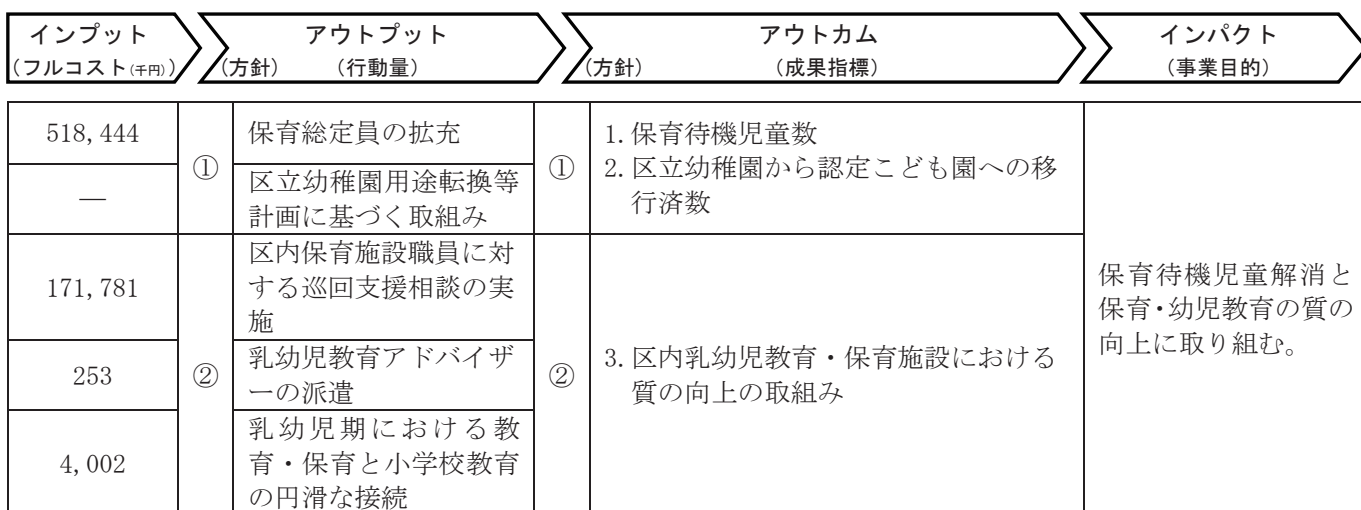 インプット
(フルコスト(千円))
アウトプット
(方針) (行動量)
アウトカム
(方針) (成果指標)
インパクト
(事業目的)
518,444
―
①
保育総定員の拡充
区立幼稚園用途転換等
計画に基づく取組み
①
1.保育待機児童数
2.区立幼稚園から認定こども園への移
行済数
171,781
253
4,002
②
区内保育施設職員に対
する巡回支援相談の実
施
乳幼児教育アドバイザ
ーの派遣
乳幼児期における教
育・保育と小学校教育
の円滑な接続
②
3.区内乳幼児教育・保育施設における
質の向上の取組み
保育待機児童解消と
保育・幼児教育の質の
向上に取り組む。